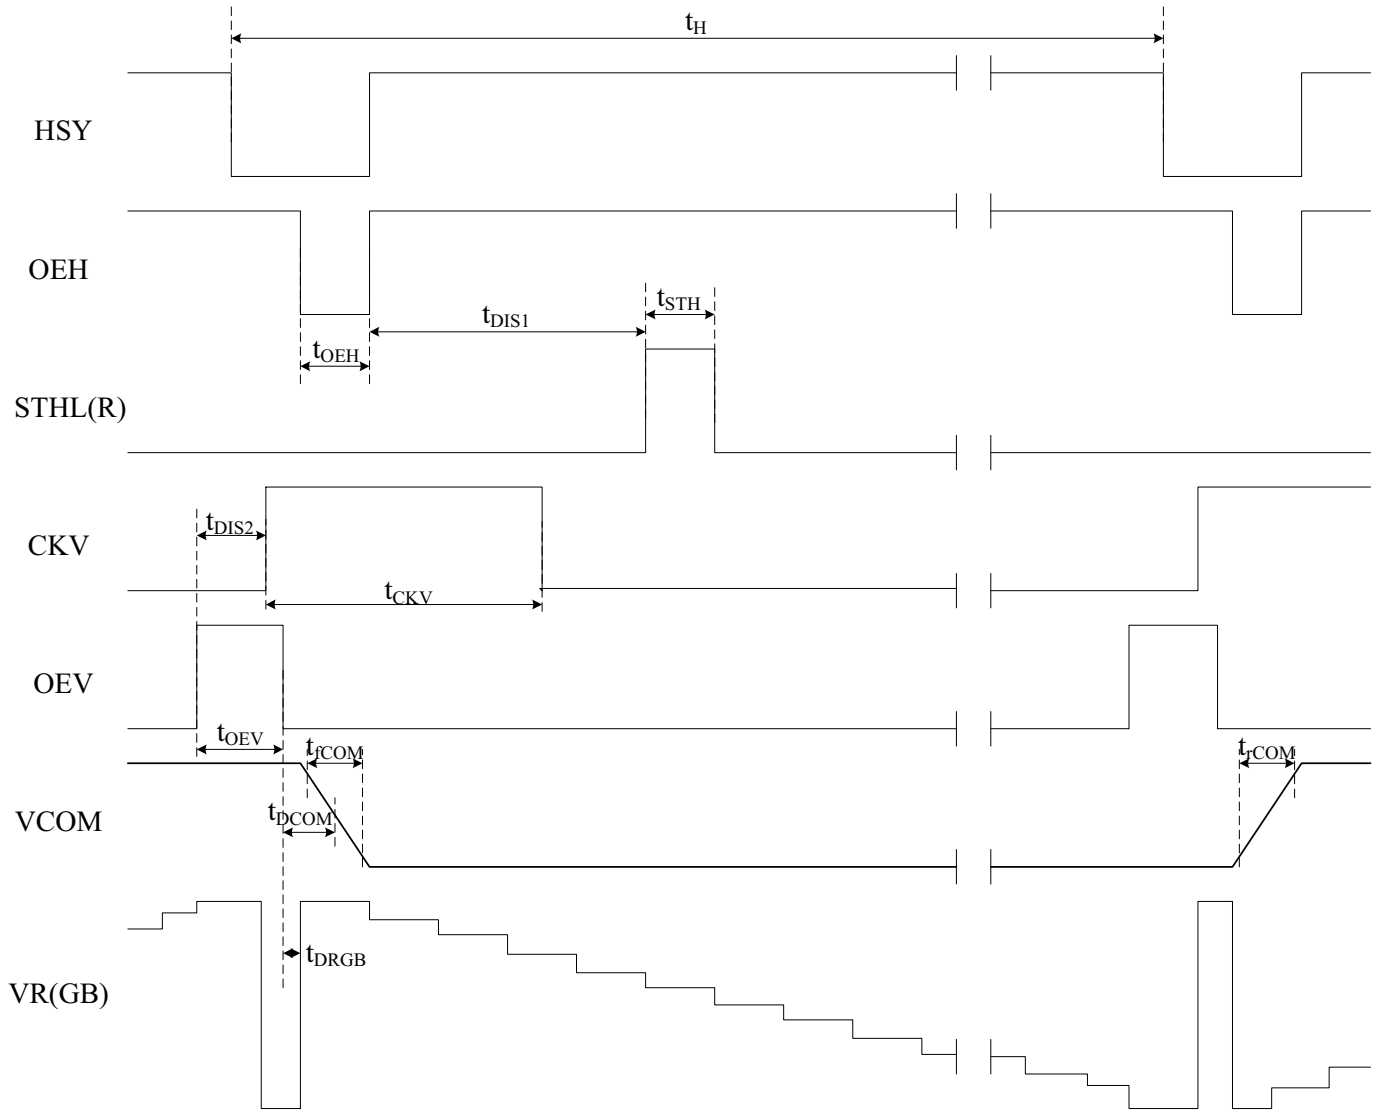 tH
HSY
OEH
tSTH
tDIS1
tOEH
STHL(R)
tDIS2
CKV
tCKV
OEV
tOEV
tfCOM
trCOM
tDCOM
VCOM
tDRGB
VR(GB)